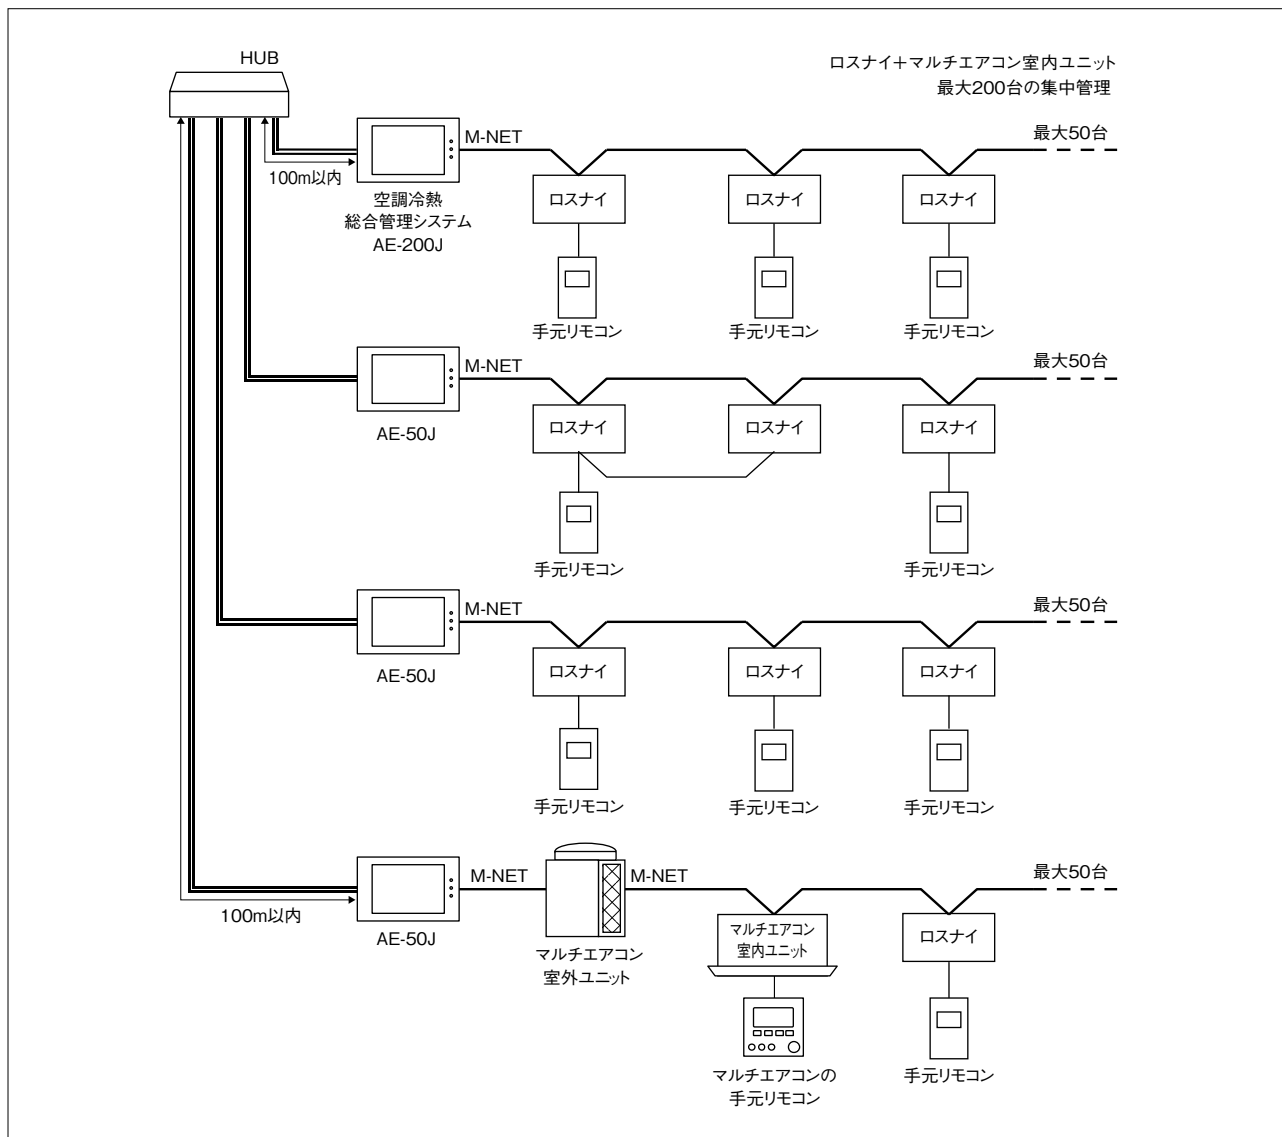 HUB
ロスナイ+マルチエアコン室内ユニット
最大200台の集中管理
M-NET
最大50台
100m以内
空調冷熱
総合管理システム
AE-200J
ロスナイ
ロスナイ
ロスナイ
手元リモコン
手元リモコン
手元リモコン
M-NET
最大50台
AE-50J
ロスナイ
ロスナイ
ロスナイ
手元リモコン
手元リモコン
M-NET
最大50台
AE-50J
ロスナイ
ロスナイ
ロスナイ
手元リモコン
手元リモコン
手元リモコン
M-NET
M-NET
最大50台
100m以内
AE-50J
マルチエアコン
室外ユニット
マルチエアコン
室内ユニット
ロスナイ
マルチエアコンの
手元リモコン
手元リモコン